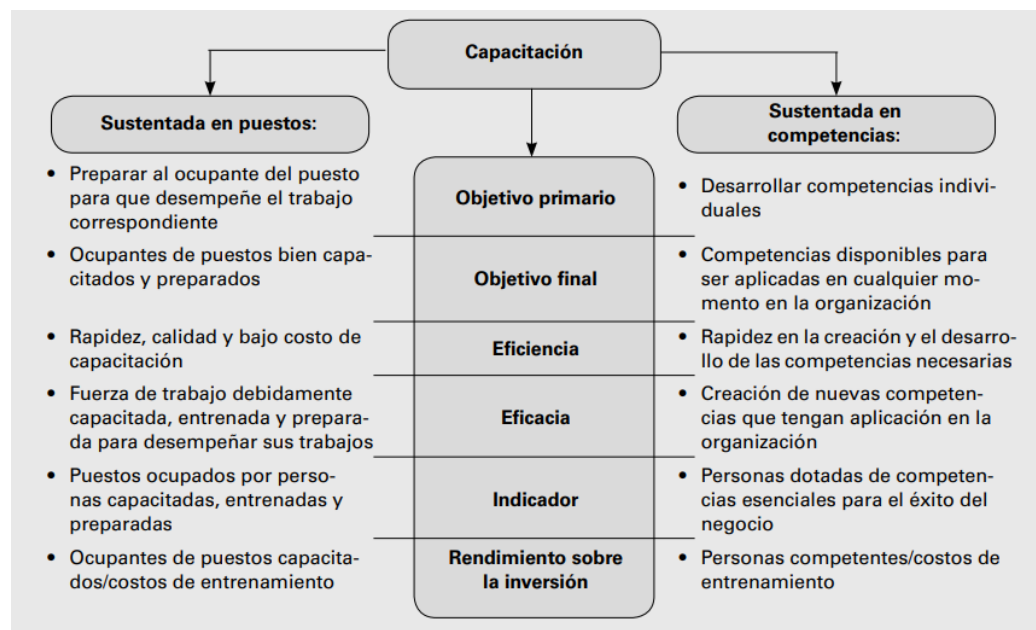 Capacitación
Sustentada en puestos:
Sustentada en
competencias:
• Preparar al ocupante del puesto
para que desempeñe el trabajo
correspondiente
Objetivo primario
• Desarrollar competencias indivi-
duales
• Ocupantes de puestos bien capa-
citados y preparados
Objetivo final
• Competencias disponibles para
ser aplicadas en cualquier mo-
mento en la organización
• Rapidez, calidad y bajo costo de
capacitación
Eficiencia
• Rapidez en la creación y el desarro-
llo de las competencias necesarias
• Fuerza de trabajo debidamente
capacitada, entrenada y prepara-
da para desempeñar sus trabajos
Eficacia
• Creación de nuevas competen-
cias que tengan aplicación en la
organización
• Puestos ocupados por perso-
nas capacitadas, entrenadas y
preparadas
Indicador
• Personas dotadas de competen-
cias esenciales para el éxito del
negocio
• Ocupantes de puestos capacita-
dos/costos de entrenamiento
Rendimiento sobre
la inversión
• Personas competentes/costos de
entrenamiento